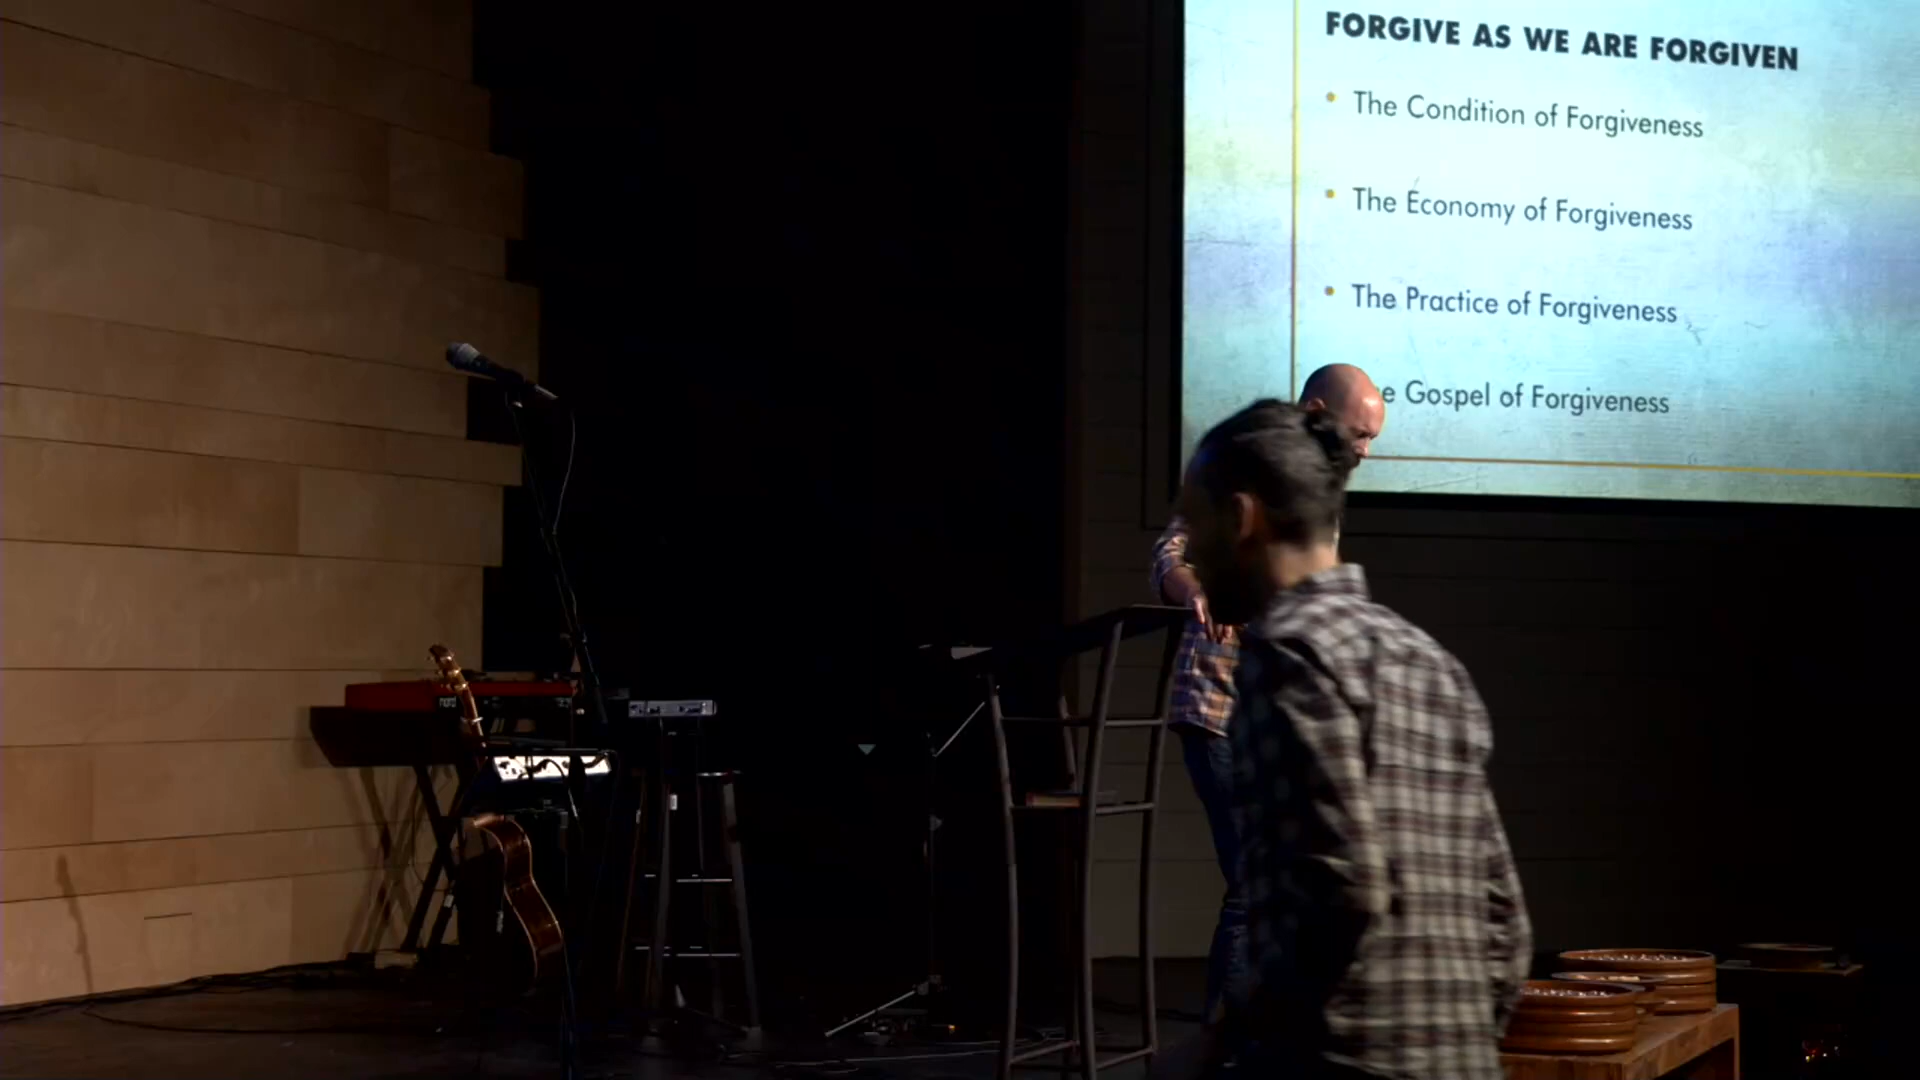 FORGIVE AS WE ARE FORGIVEN
• The Condition of Forgiveness
• The Economy of Forgiveness
• The Practice of Forgiveness
e Gospel of Forgiveness
nord